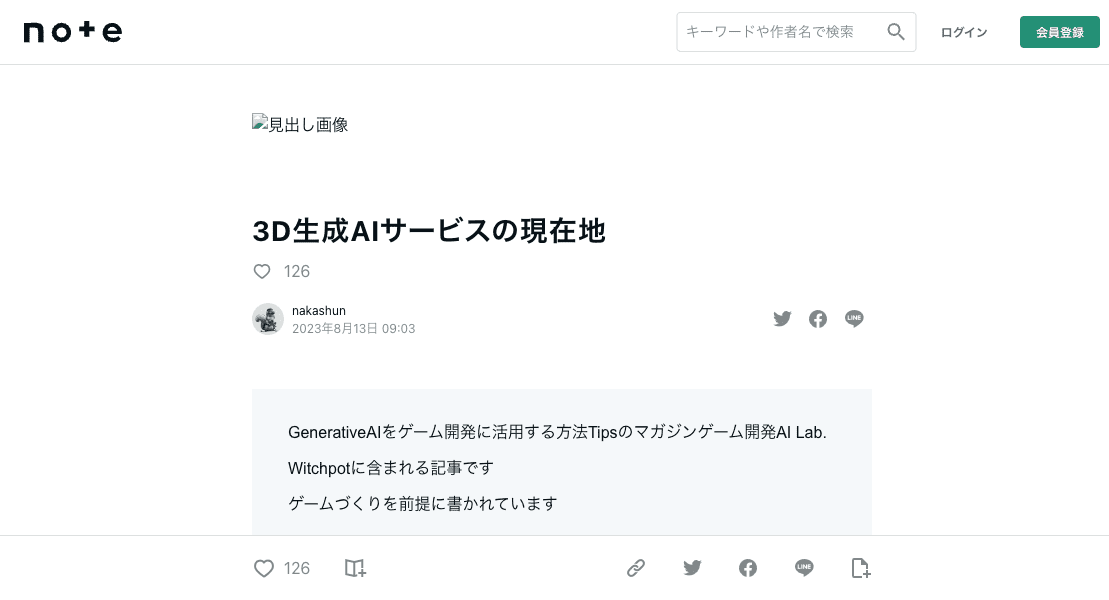 note
キーワードや作者名で検索
ログイン
会員登録
見出し画像
3D生成AIサービスの現在地
126
nakashun
2023年8月13日 09:03
LINE
GenerativeAIをゲーム開発に活用する方法Tipsのマガジンゲーム開発AI Lab.
Witchpotに含まれる記事です
ゲームづくりを前提に書かれています
126
LINE